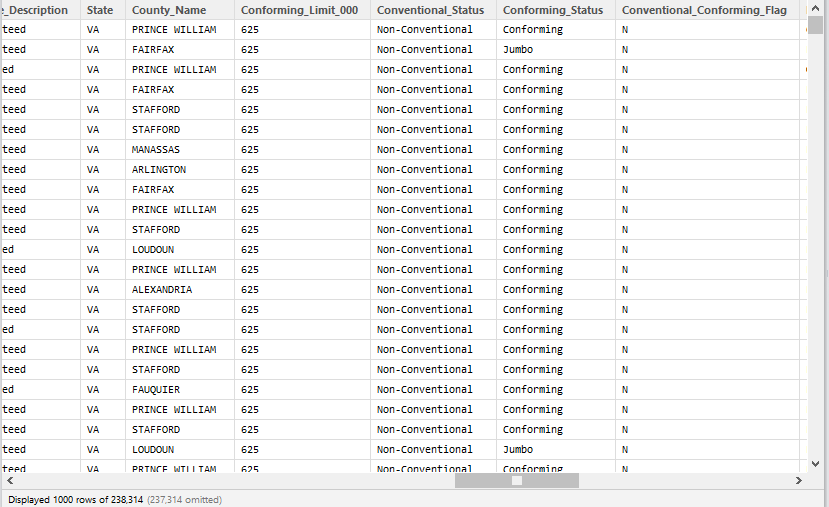 e_Description State County_Name Conforming_Limit_000 Conventional_Status Conforming_Status Conventional_Conforming_Flag
teed VA PRINCE WILLIAM 625 Non-Conventional Conforming N
teed VA FAIRFAX 625 Non-Conventional Jumbo N
ed VA PRINCE WILLIAM 625 Non-Conventional Conforming N
teed VA FAIRFAX 625 Non-Conventional Conforming N
teed VA STAFFORD 625 Non-Conventional Conforming N
teed VA STAFFORD 625 Non-Conventional Conforming N
teed VA MANASSAS 625 Non-Conventional Conforming N
teed VA ARLINGTON 625 Non-Conventional Conforming N
teed VA FAIRFAX 625 Non-Conventional Conforming N
teed VA PRINCE WILLIAM 625 Non-Conventional Conforming N
teed VA STAFFORD 625 Non-Conventional Conforming N
ed VA LOUDOUN 625 Non-Conventional Conforming N
teed VA PRINCE WILLIAM 625 Non-Conventional Conforming N
teed VA ALEXANDRIA 625 Non-Conventional Conforming N
teed VA STAFFORD 625 Non-Conventional Conforming N
ed VA STAFFORD 625 Non-Conventional Conforming N
teed VA PRINCE WILLIAM 625 Non-Conventional Conforming N
teed VA STAFFORD 625 Non-Conventional Conforming N
ed VA FAUQUIER 625 Non-Conventional Conforming N
teed VA PRINCE WILLIAM 625 Non-Conventional Conforming N
teed VA STAFFORD 625 Non-Conventional Conforming N
teed VA LOUDOUN 625 Non-Conventional Jumbo N
teed VA PRINCE WILLIAM 625 Non-Conventional Conforming N
Displayed 1000 rows of 238,314 (237,314 omitted)